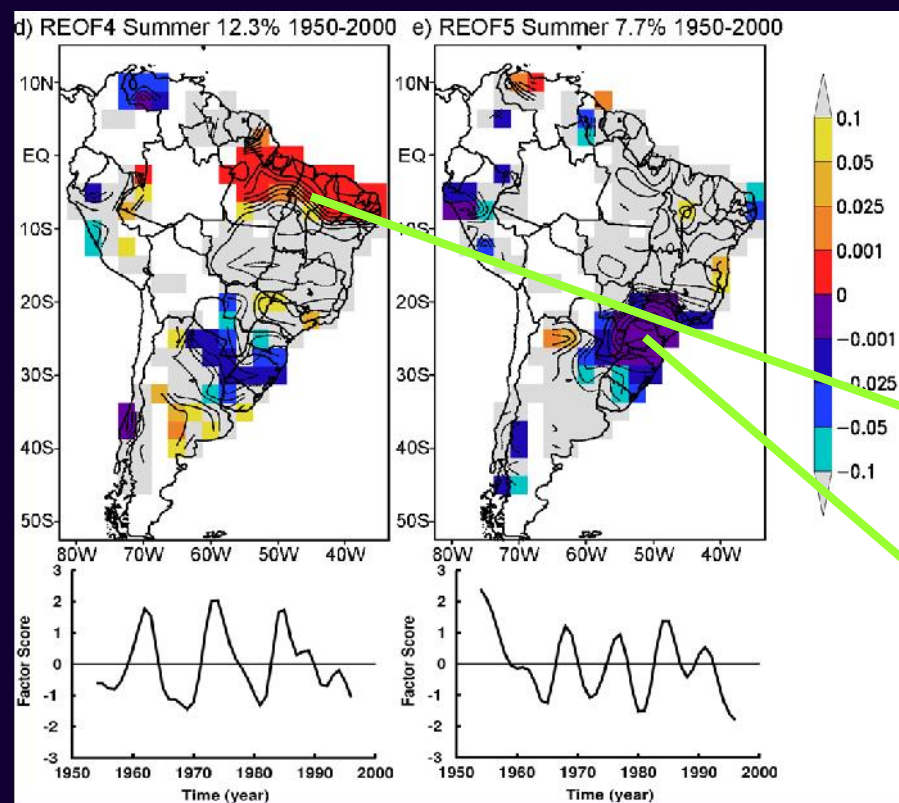 d) REOF4 Summer 12.3% 1950-2000
e) REOF5 Summer 7.7% 1950-2000
10N
EQ
10S
20S
30S
40S
50S
80W 70W 60W 50W 40W
10N
EQ
10S
20S
30S
40S
50S
80W 70W 60W 50W 40W
0.1
0.05
0.025
0.001
0
−0.001
0.025
−0.05
−0.1
3
2
1
0
-1
-2
-3
Factor Score
1950 1960 1970 1980 1990 2000
Time (year)
3
2
1
0
-1
-2
-3
Factor Score
1950 1960 1970 1980 1990 2000
Time (year)